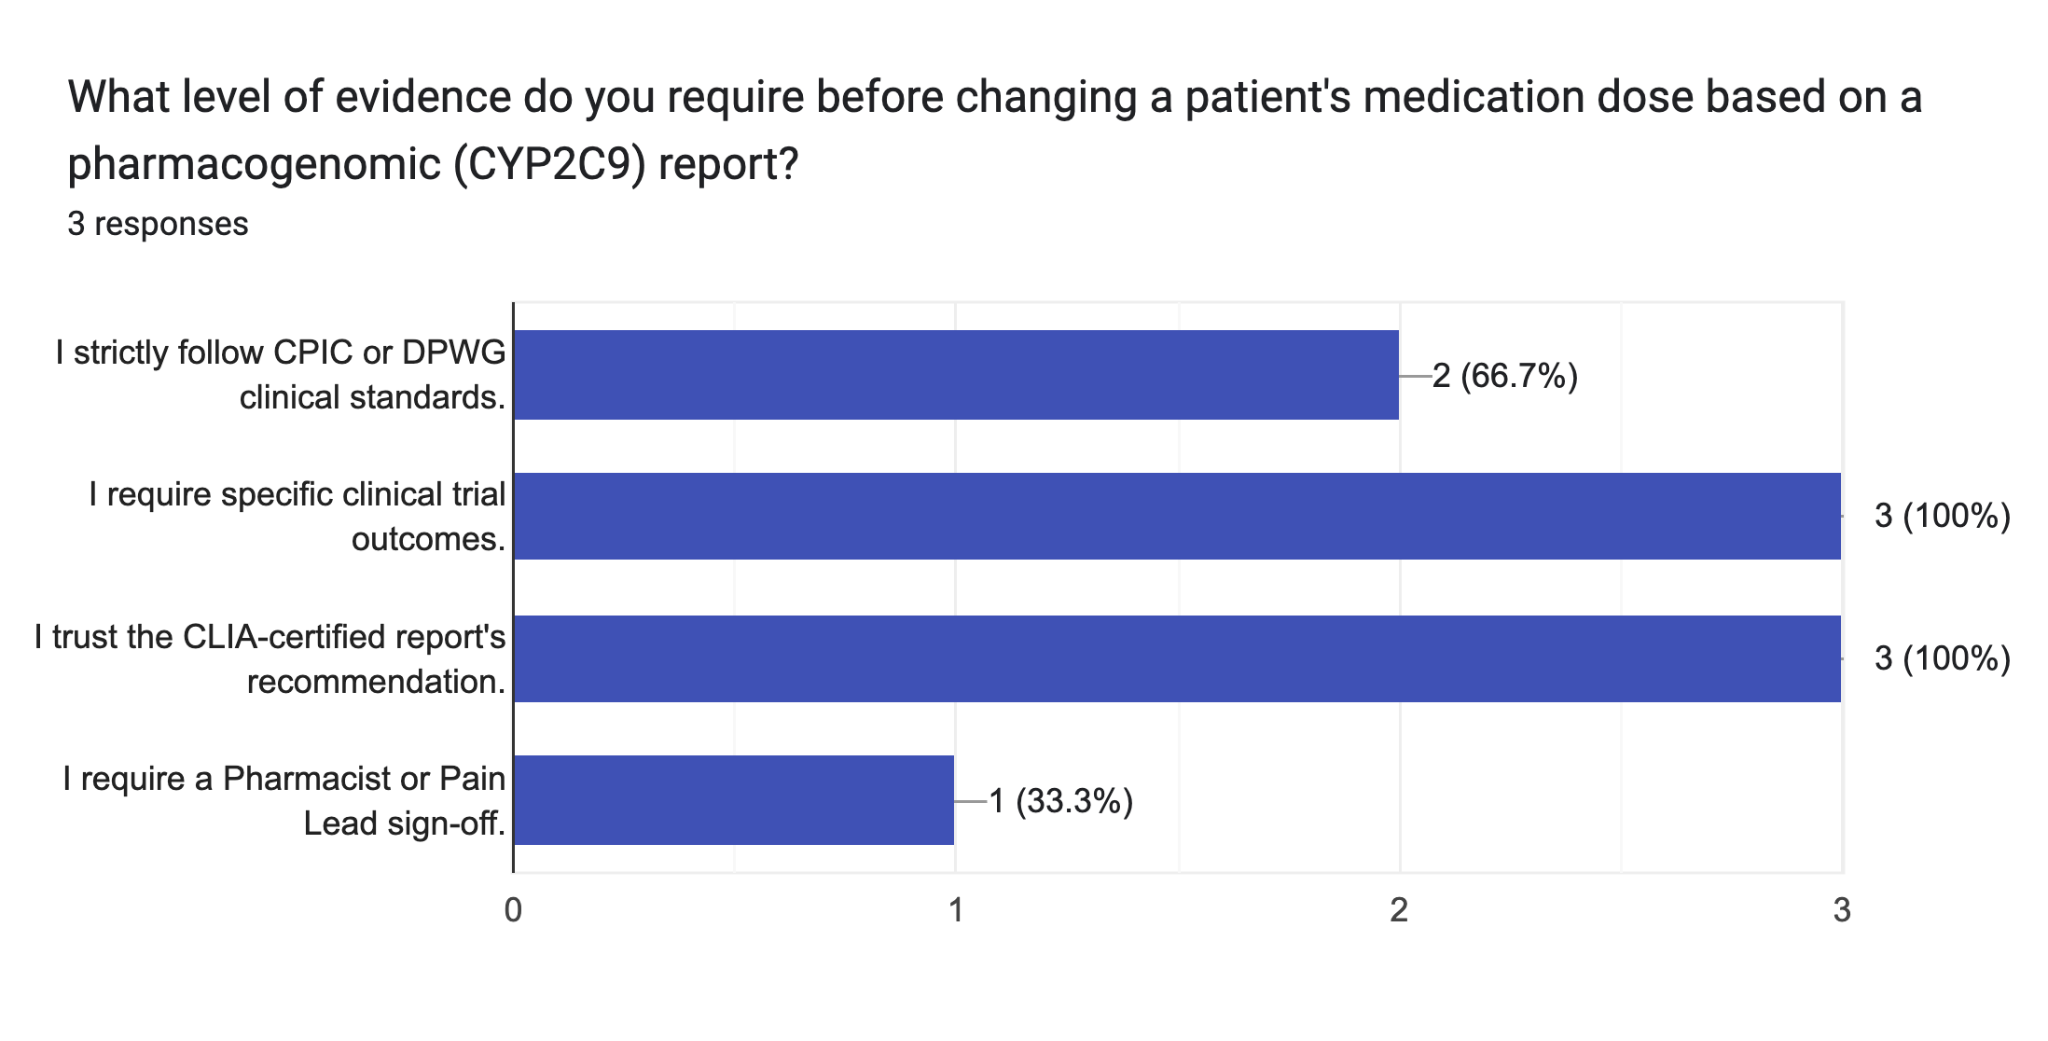 What level of evidence do you require before changing a patient's medication dose based on a
pharmacogenomic (CYP2C9) report?
3 responses
I strictly follow CPIC or DPWG
clinical standards.
2 (66.7%)
I require specific clinical trial
outcomes.
3 (100%)
I trust the CLIA-certified report's
recommendation.
3 (100%)
I require a Pharmacist or Pain
Lead sign-off.
1 (33.3%)
0
1
2
3